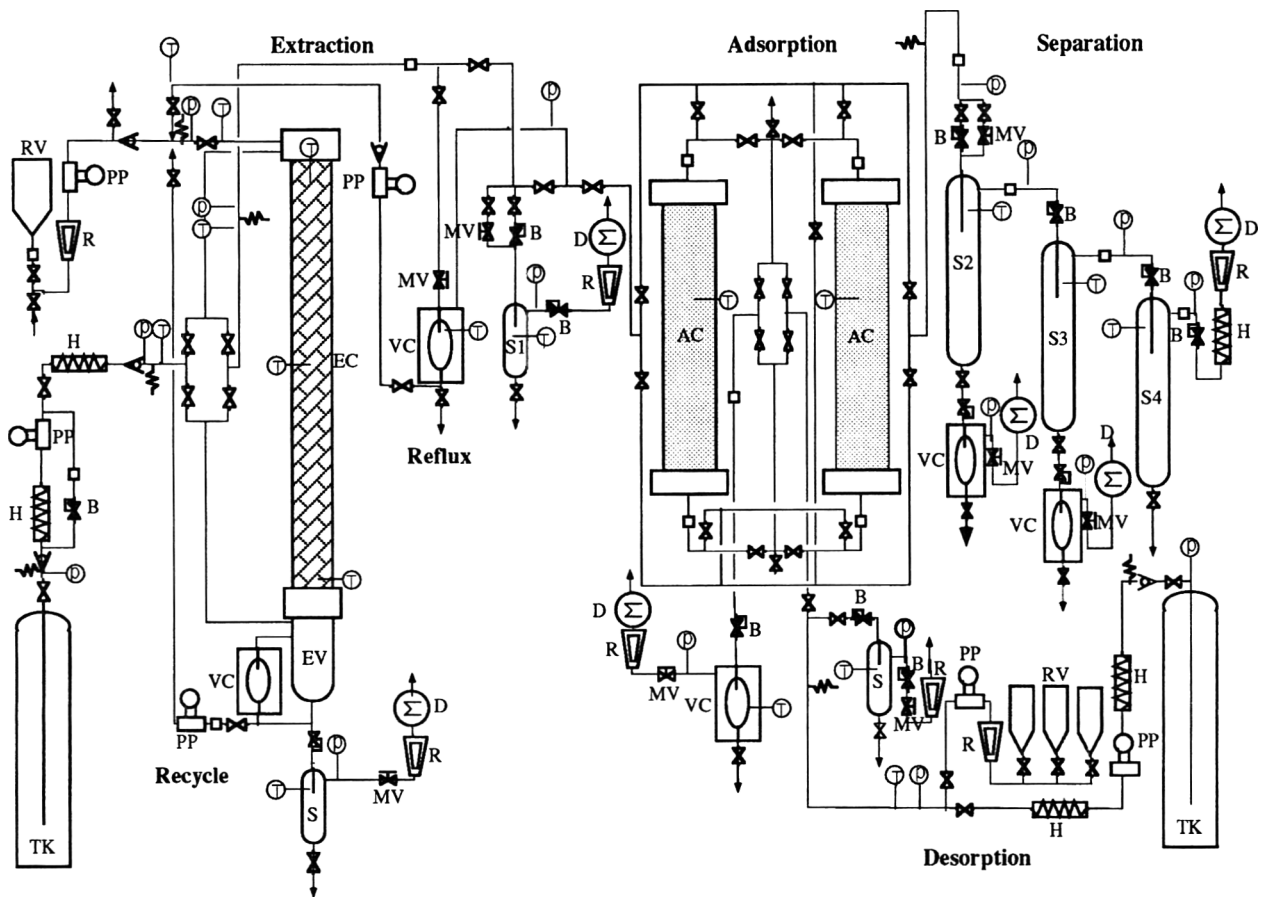 Extraction
Adsorption
Separation
T
P
T
P
P
B
MV
P
RV
PP
T
PP
R
T
P
T
MV
B
D
Σ
R
MV
P
B
S1
T
VC
T
S2
T
B
S3
T
P
B
S4
T
P
B
D
Σ
R
H
H
P
T
T
EC
AC
T
AC
T
PP
H
B
P
Reflux
VC
P
MV
D
Σ
VC
P
MV
D
Σ
T
EV
VC
PP
Recycle
P
T
S
MV
R
Σ
D
D
Σ
R
P
MV
B
VC
T
B
P
T
S
B
MV
R
PP
R
RV
H
PP
P
T
P
H
TK
TK
Desorption